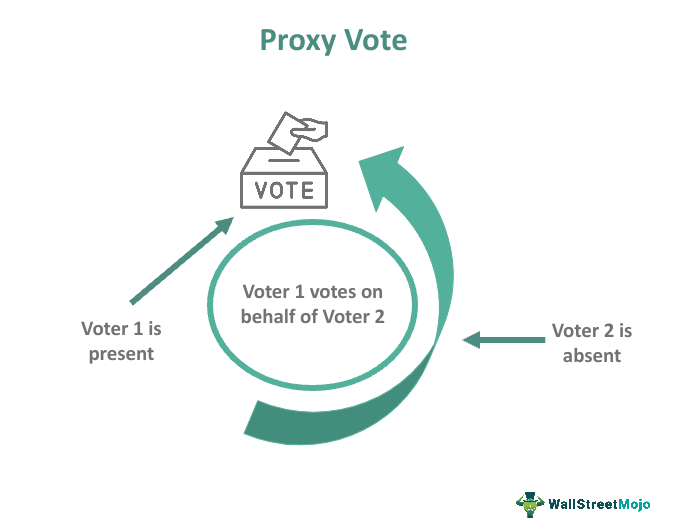 Proxy Vote
VOTE
Voter 1 votes on
behalf of Voter 2
Voter 1 is
present
Voter 2 is
absent
WallStreetMojo